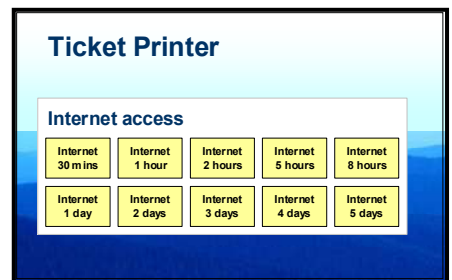 Ticket Printer
Internet access
Internet
30 mins
Internet
1 hour
Internet
2 hours
Internet
5 hours
Internet
8 hours
Internet
1 day
Internet
2 days
Internet
3 days
Internet
4 days
Internet
5 days